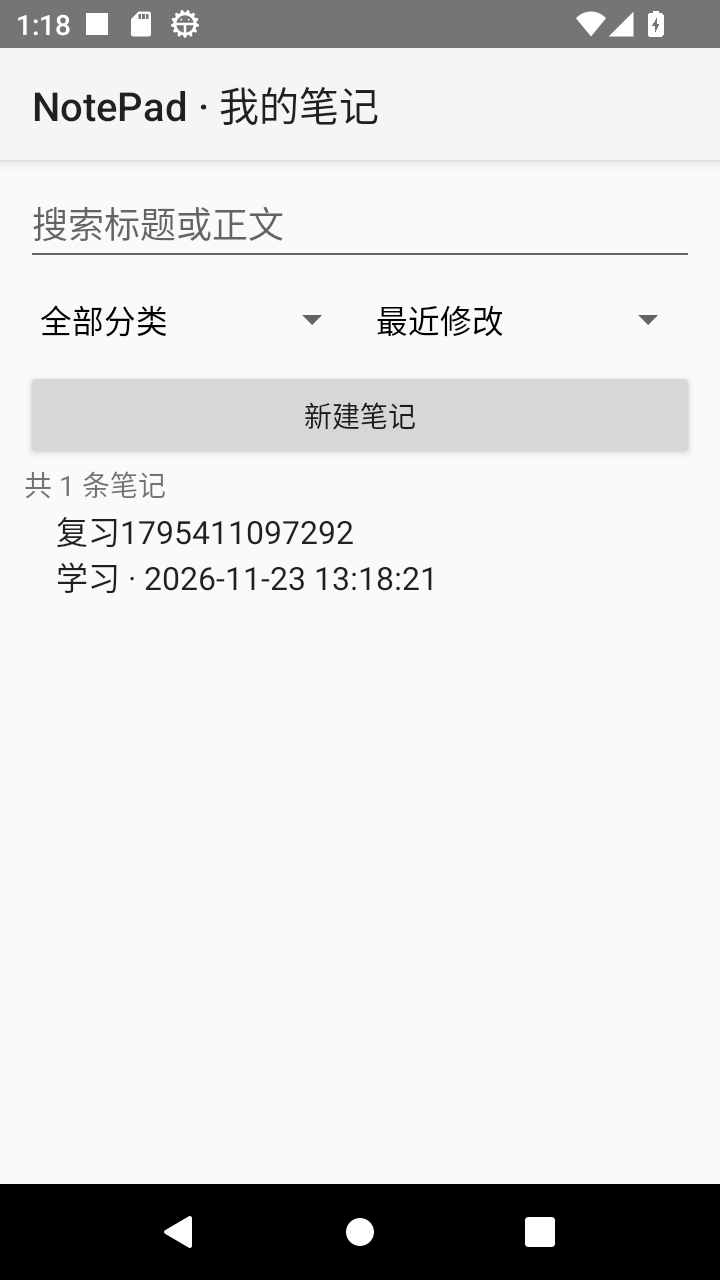 1:18
NotePad · 我的笔记
搜索标题或正文
全部分类 最近修改
新建笔记
共 1 条笔记
复习1795411097292
学习 · 2026-11-23 13:18:21